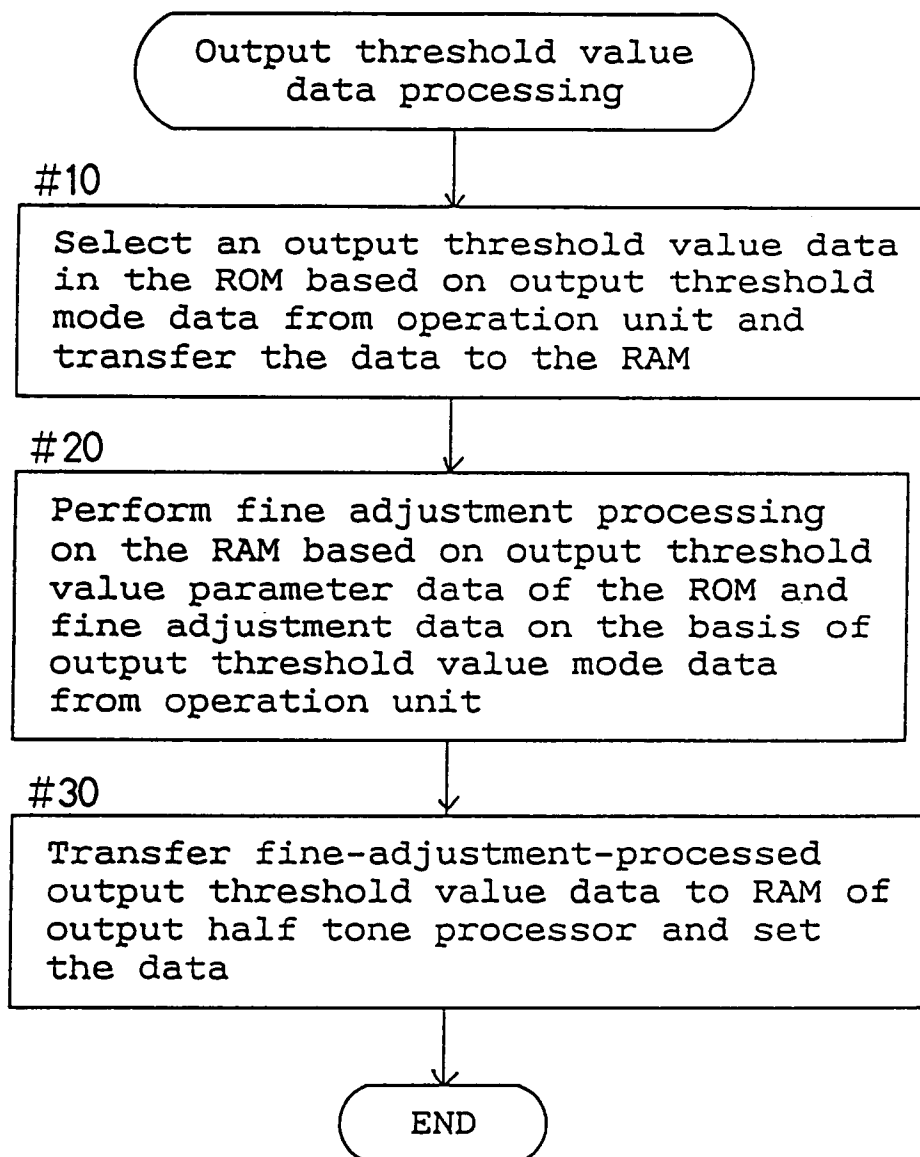 Output threshold value
data processing
#10
Select an output threshold value data
in the ROM based on output threshold
mode data from operation unit and
transfer the data to the RAM
#20
Perform fine adjustment processing
on the RAM based on output threshold
value parameter data of the ROM and
fine adjustment data on the basis of
output threshold value mode data
from operation unit
#30
Transfer fine-adjustment-processed
output threshold value data to RAM of
output half tone processor and set
the data
END